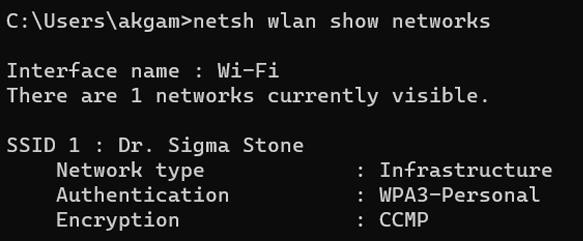 C:\Users\akgam>netsh wlan show networks
Interface name : Wi-Fi
There are 1 networks currently visible.
SSID 1 : Dr. Sigma Stone
    Network type            : Infrastructure
    Authentication          : WPA3-Personal
    Encryption              : CCMP